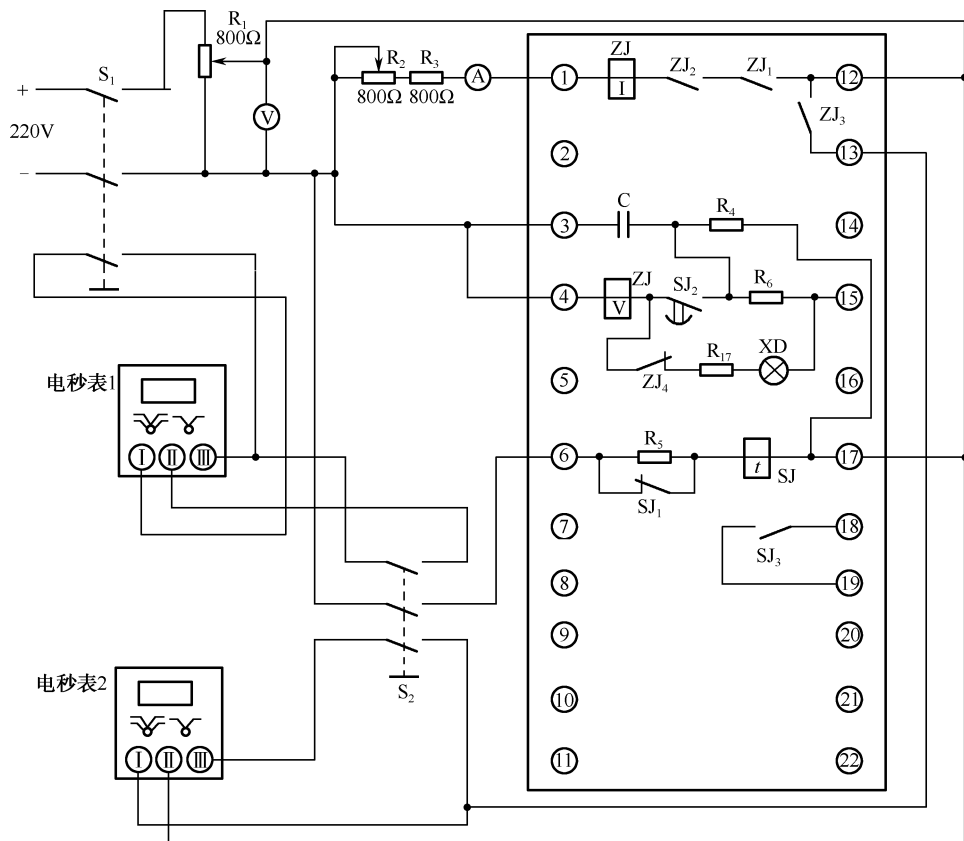 R₁
800Ω
S₁
+
220V
−
V
R₂ R₃
800Ω 800Ω
A
ZJ
I
ZJ₂ ZJ₁
ZJ₃
1
2
3
4
5
6
7
8
9
10
11
12
13
14
15
16
17
18
19
20
21
22
C
R₄
ZJ
V
SJ₂
R₆
ZJ₄
R₁₇
XD
R₅
SJ₁
t
SJ
SJ₃
电秒表1
Ⅰ Ⅱ Ⅲ
S₂
电秒表2
Ⅰ Ⅱ Ⅲ